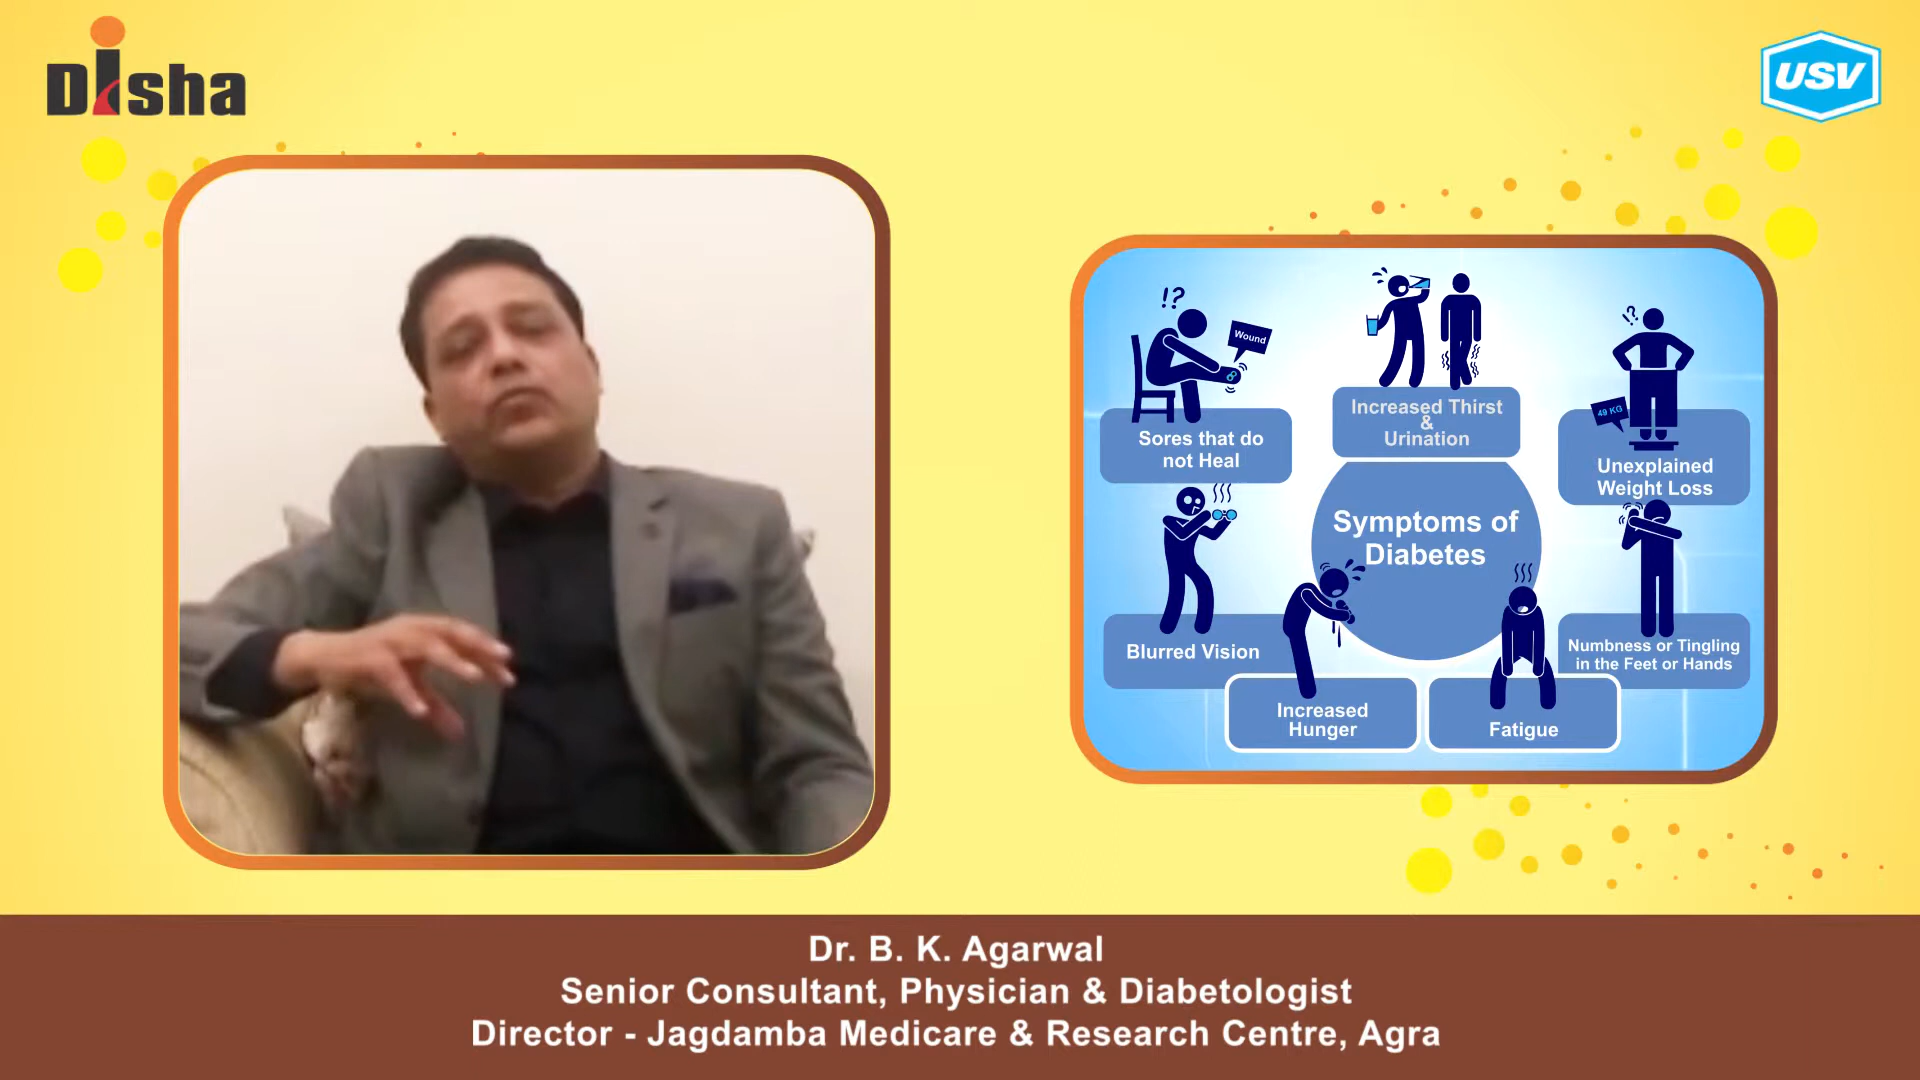 Disha
USV
!?
Wound
Sores that do
not Heal
Increased Thirst
&
Urination
!?
49 KG
Unexplained
Weight Loss
Symptoms of
Diabetes
Blurred Vision
Numbness or Tingling
in the Feet or Hands
Increased
Hunger
Fatigue
Dr. B. K. Agarwal
Senior Consultant, Physician & Diabetologist
Director - Jagdamba Medicare & Research Centre, Agra